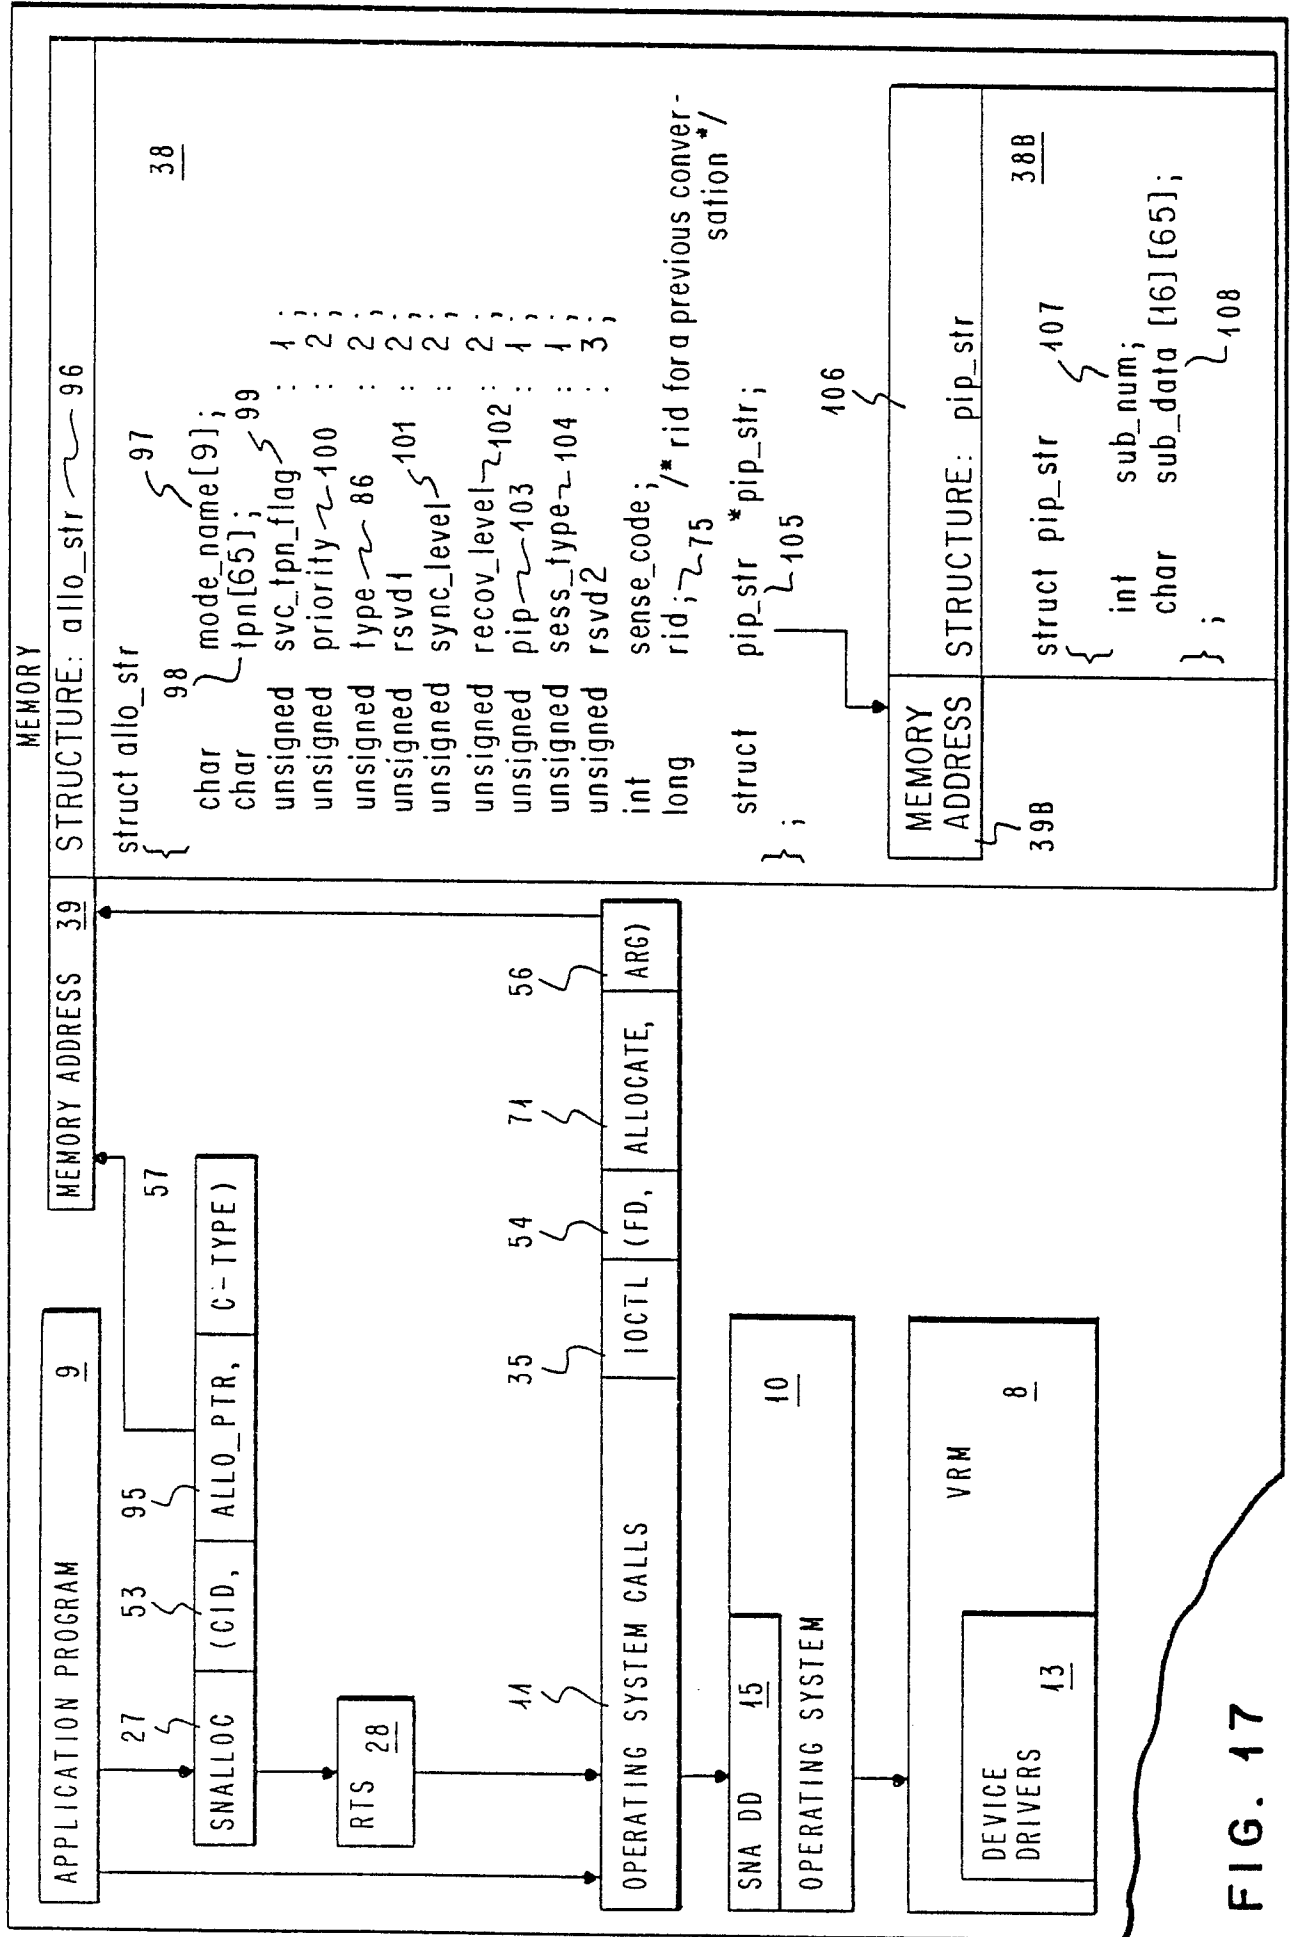 MEMORY
APPLICATION PROGRAM 9
MEMORY ADDRESS 39
STRUCTURE: allo_str 96
27
53
95
57
SNALLOC (CID, ALLO_PTR, C-TYPE)
RTS 28
11
35
54
71
56
OPERATING SYSTEM CALLS IOCTL (FD, ALLOCATE, ARG)
SNA DD 15
10
OPERATING SYSTEM
VRM 8
DEVICE
DRIVERS 13
38
struct allo_str
{
98
97
char mode_name[9];
char tpn[65];
99
unsigned svc_tpn_flag : 1;
unsigned priority 100 : 2;
unsigned type 86 : 2;
unsigned rsvd1 : 2;
unsigned sync_level 101 : 2;
unsigned recov_level 102 : 2;
unsigned pip 103 : 1;
unsigned sess_type 104 : 1;
unsigned rsvd2 : 3;
int sense_code;
long rid; 75 /* rid for a previous conver-
sation */
struct pip_str *pip_str;
105
};
106
MEMORY
ADDRESS
39B
STRUCTURE: pip_str
38B
struct pip_str
{
107
int sub_num;
char sub_data [16][65];
108
};
FIG. 17